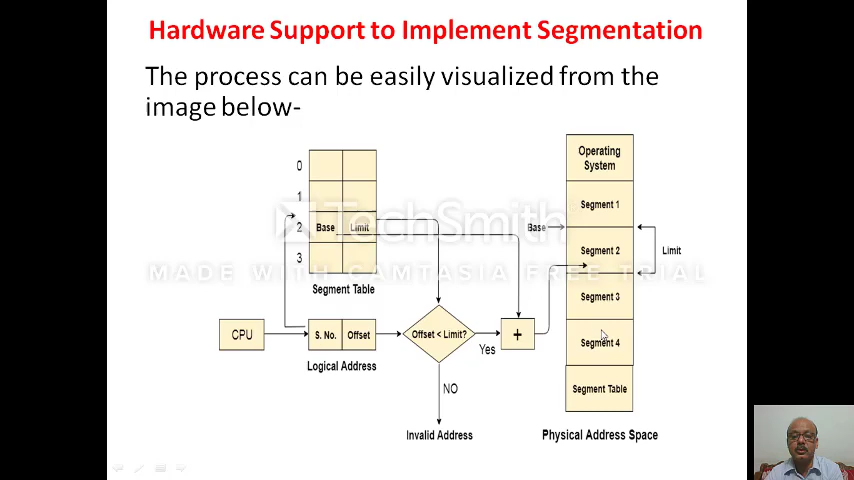 Hardware Support to Implement Segmentation
The process can be easily visualized from the
image below-
0
1
2
3
Base
Limit
Segment Table
CPU
S. No.
Offset
Logical Address
Offset < Limit?
Yes
+
NO
Invalid Address
Operating
System
Segment 1
Base
Segment 2
Limit
Segment 3
Segment 4
Segment Table
Physical Address Space
TechSmith
MADE WITH CAMTASIA FREE TRIAL